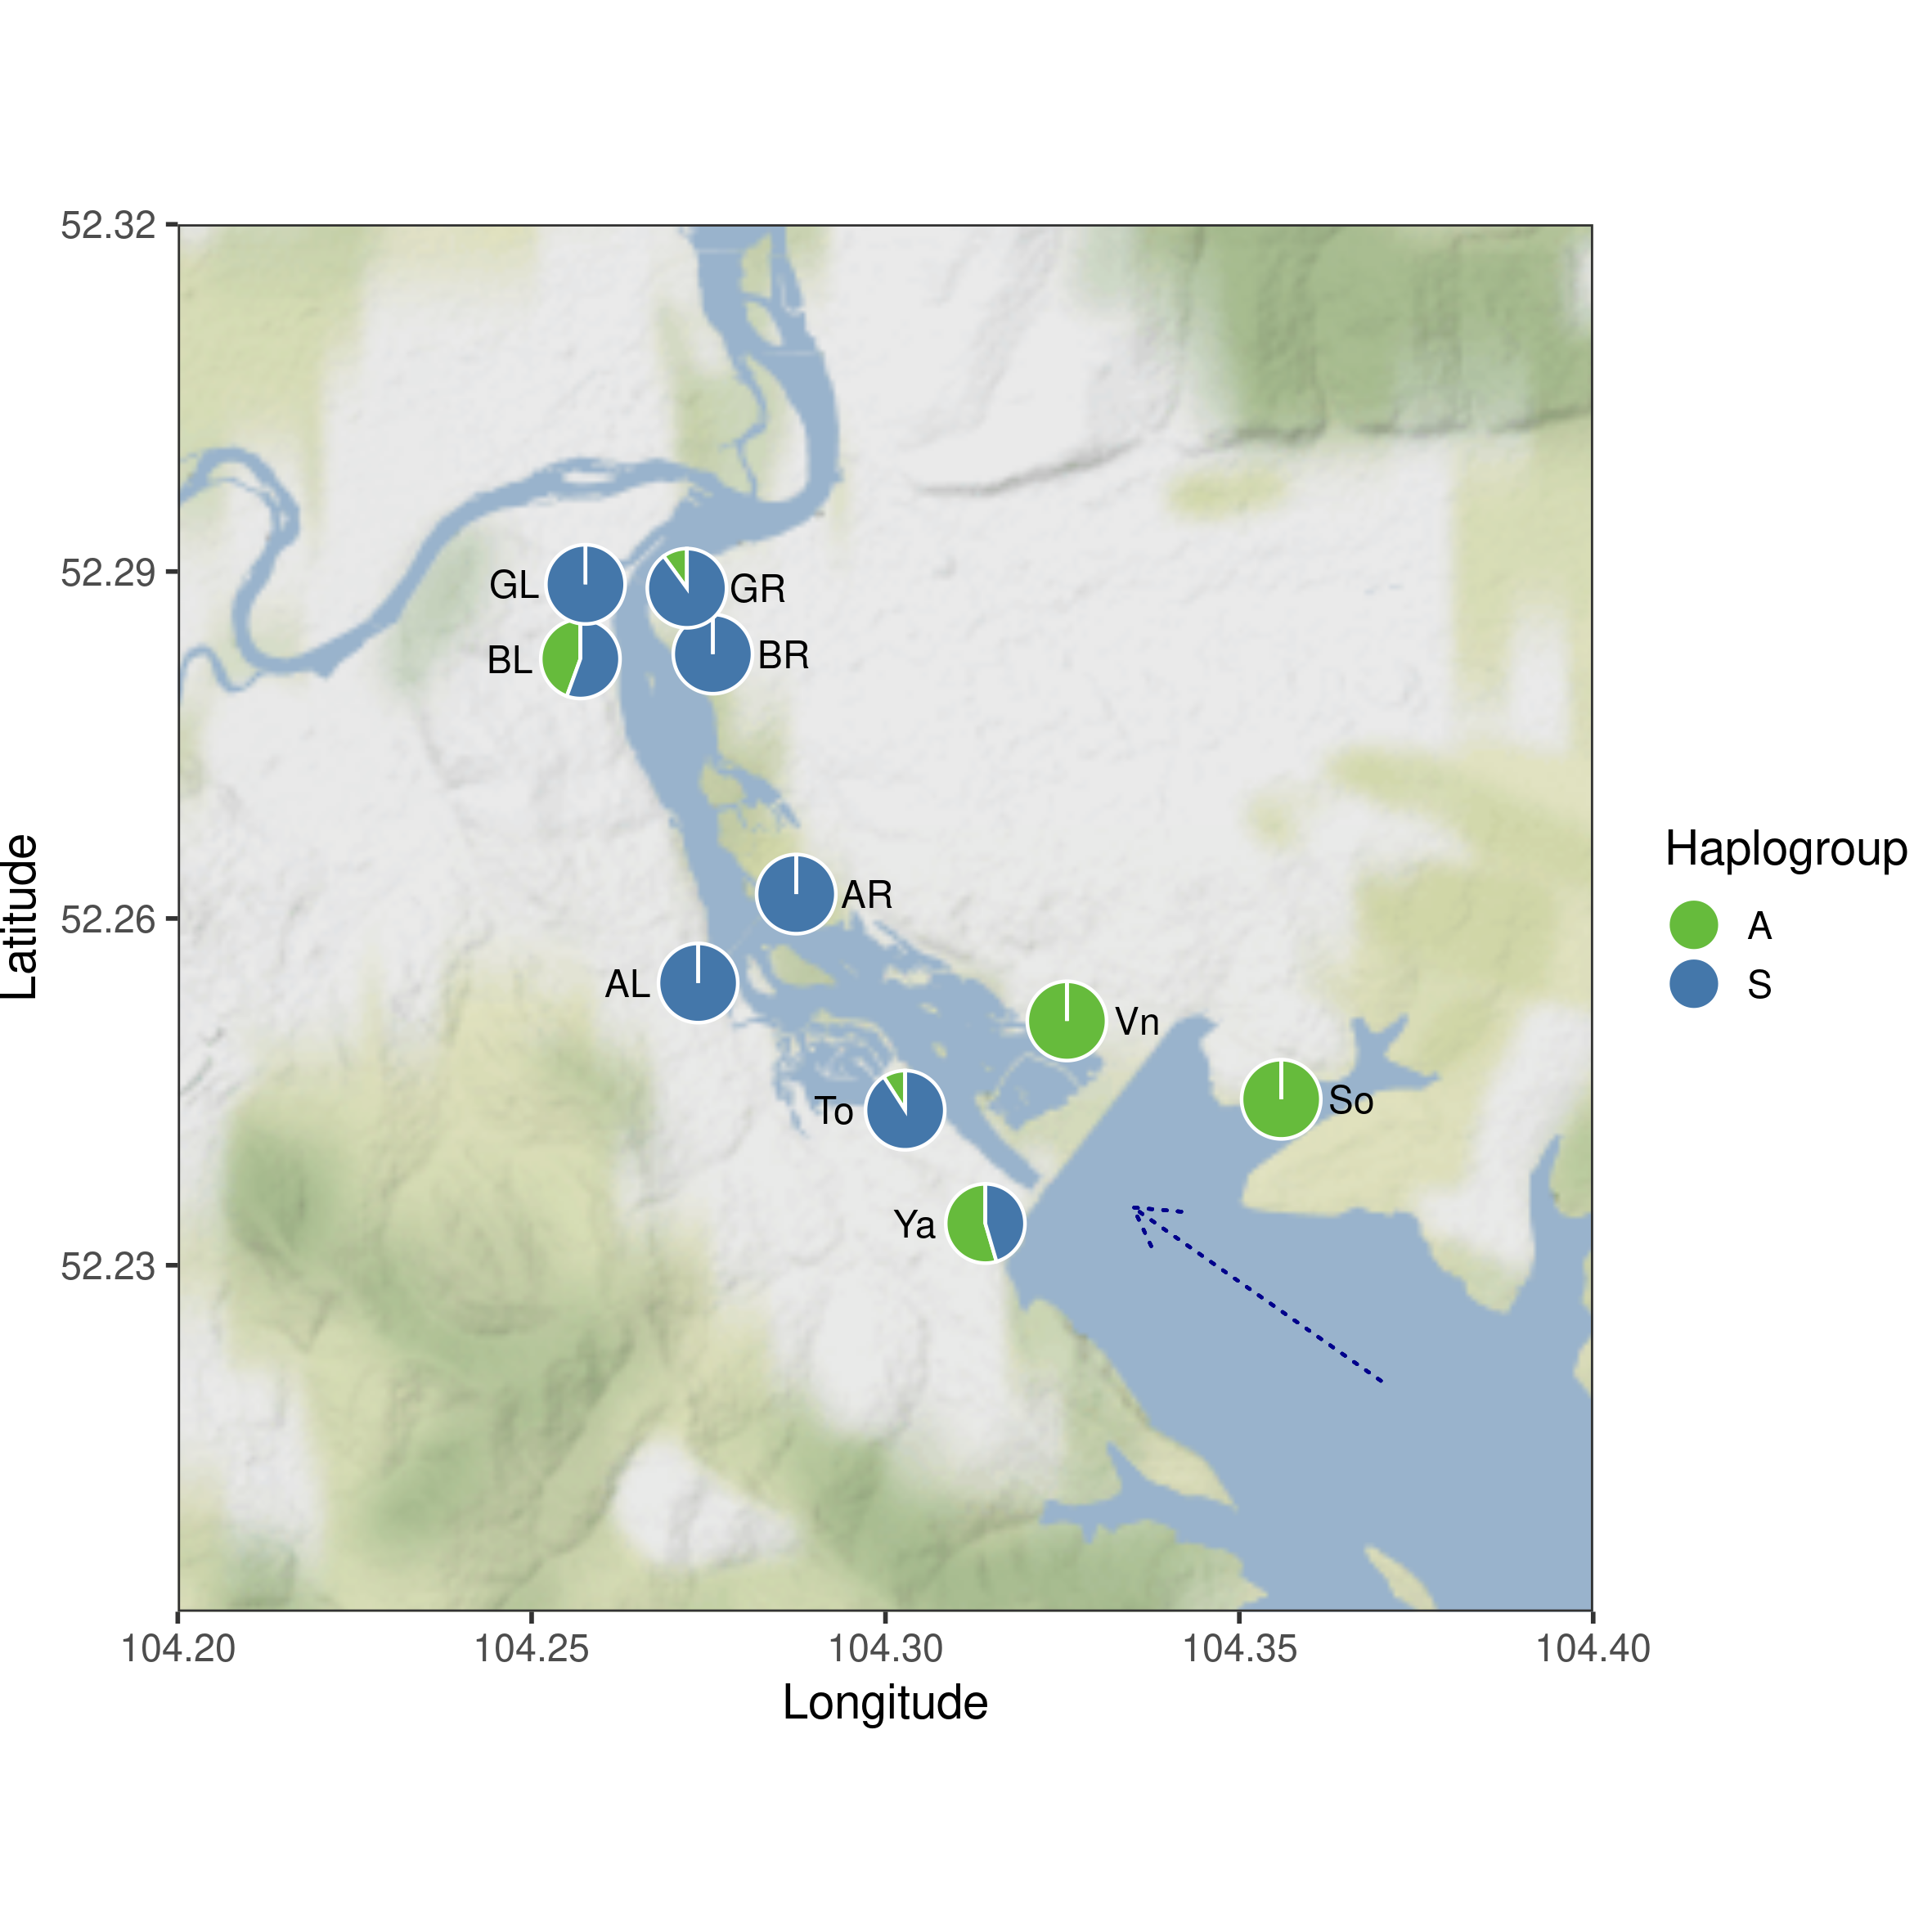 52.32
52.29
52.26
52.23
Latitude
GL
GR
BL
BR
AR
AL
Vn
So
To
Ya
104.20
104.25
104.30
104.35
104.40
Longitude
Haplogroup
A
S